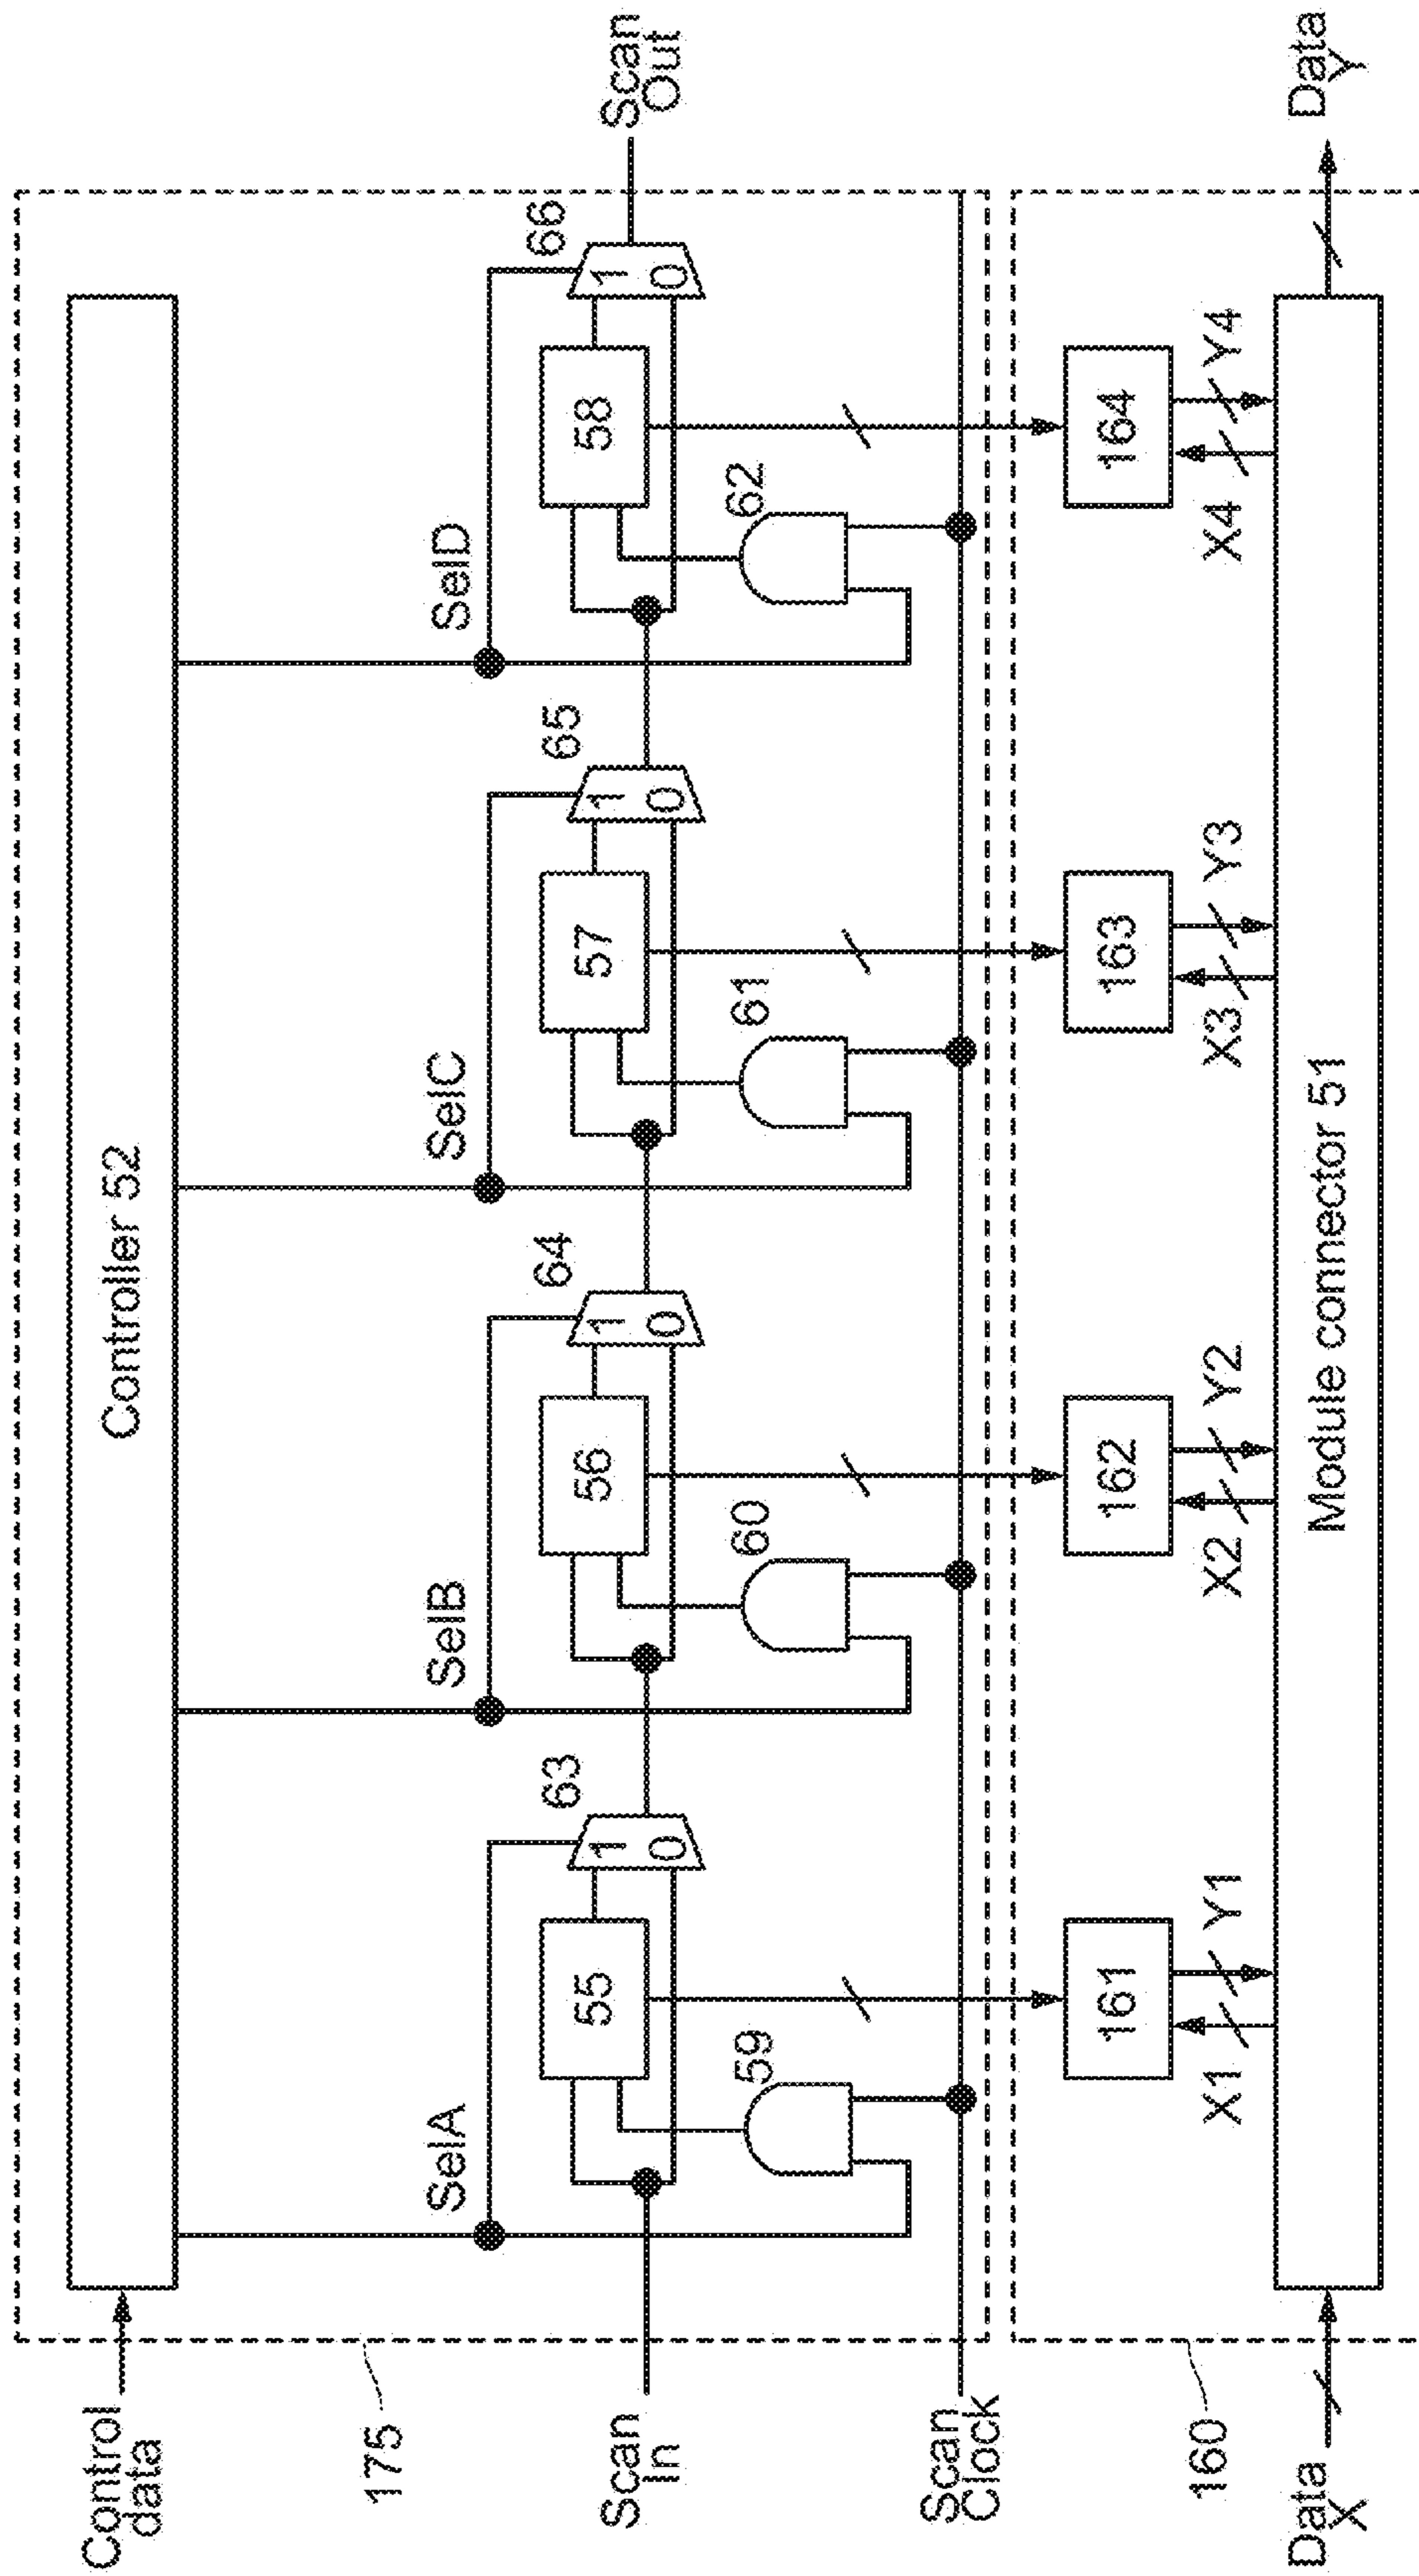 Control
data
Controller 52
175
SelA
SelB
SelC
SelD
63
64
65
66
1
0
1
0
1
0
1
0
55
56
57
58
Scan
In
Scan
Out
59
60
61
62
Scan
Clock
160
161
162
163
164
X1
Y1
X2
Y2
X3
Y3
X4
Y4
Data
X
Module connector 51
Data
Y